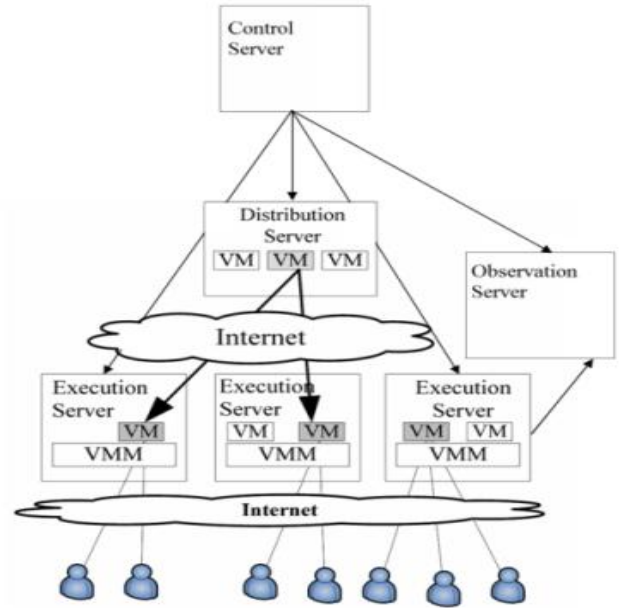 Control
Server
Distribution
Server
VM VM VM
Observation
Server
Internet
Execution
Server
VM
VMM
Execution
Server
VM VM
VMM
Execution
Server
VM VM
VMM
Internet